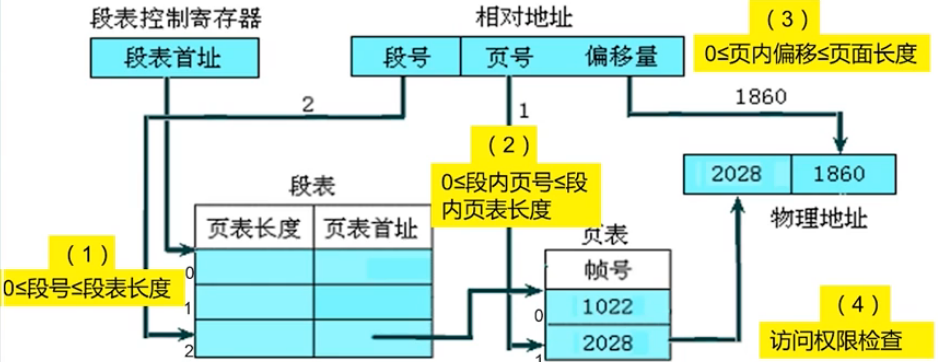 段表控制寄存器
相对地址
（3）
0≤页内偏移≤页面长度
段表首址
段号
页号
偏移量
2
1
1860
（2）
0≤段内页号≤段
内页表长度
2028
1860
物理地址
段表
页表长度
页表首址
（1）
0≤段号≤段表长度
0
1
2
页表
帧号
1022
0
2028
1
（4）
访问权限检查